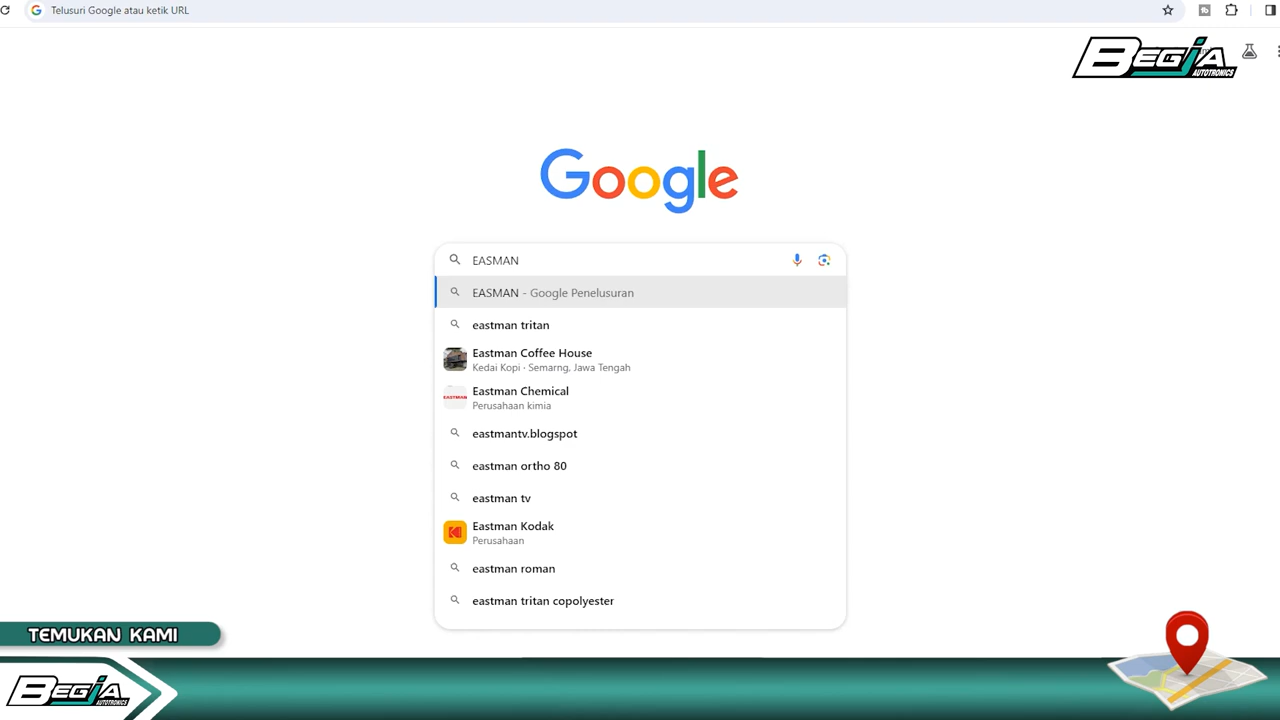 Telusuri Google atau ketik URL
BEGJA
AUTOTRONICS
Google
EASMAN
EASMAN - Google Penelusuran
eastman tritan
Eastman Coffee House
Kedai Kopi - Semarng, Jawa Tengah
EASTMAN
Eastman Chemical
Perusahaan kimia
eastmantv.blogspot
eastman ortho 80
eastman tv
Eastman Kodak
Perusahaan
eastman roman
eastman tritan copolyester
TEMUKAN KAMI
BEGJA
AUTOTRONICS